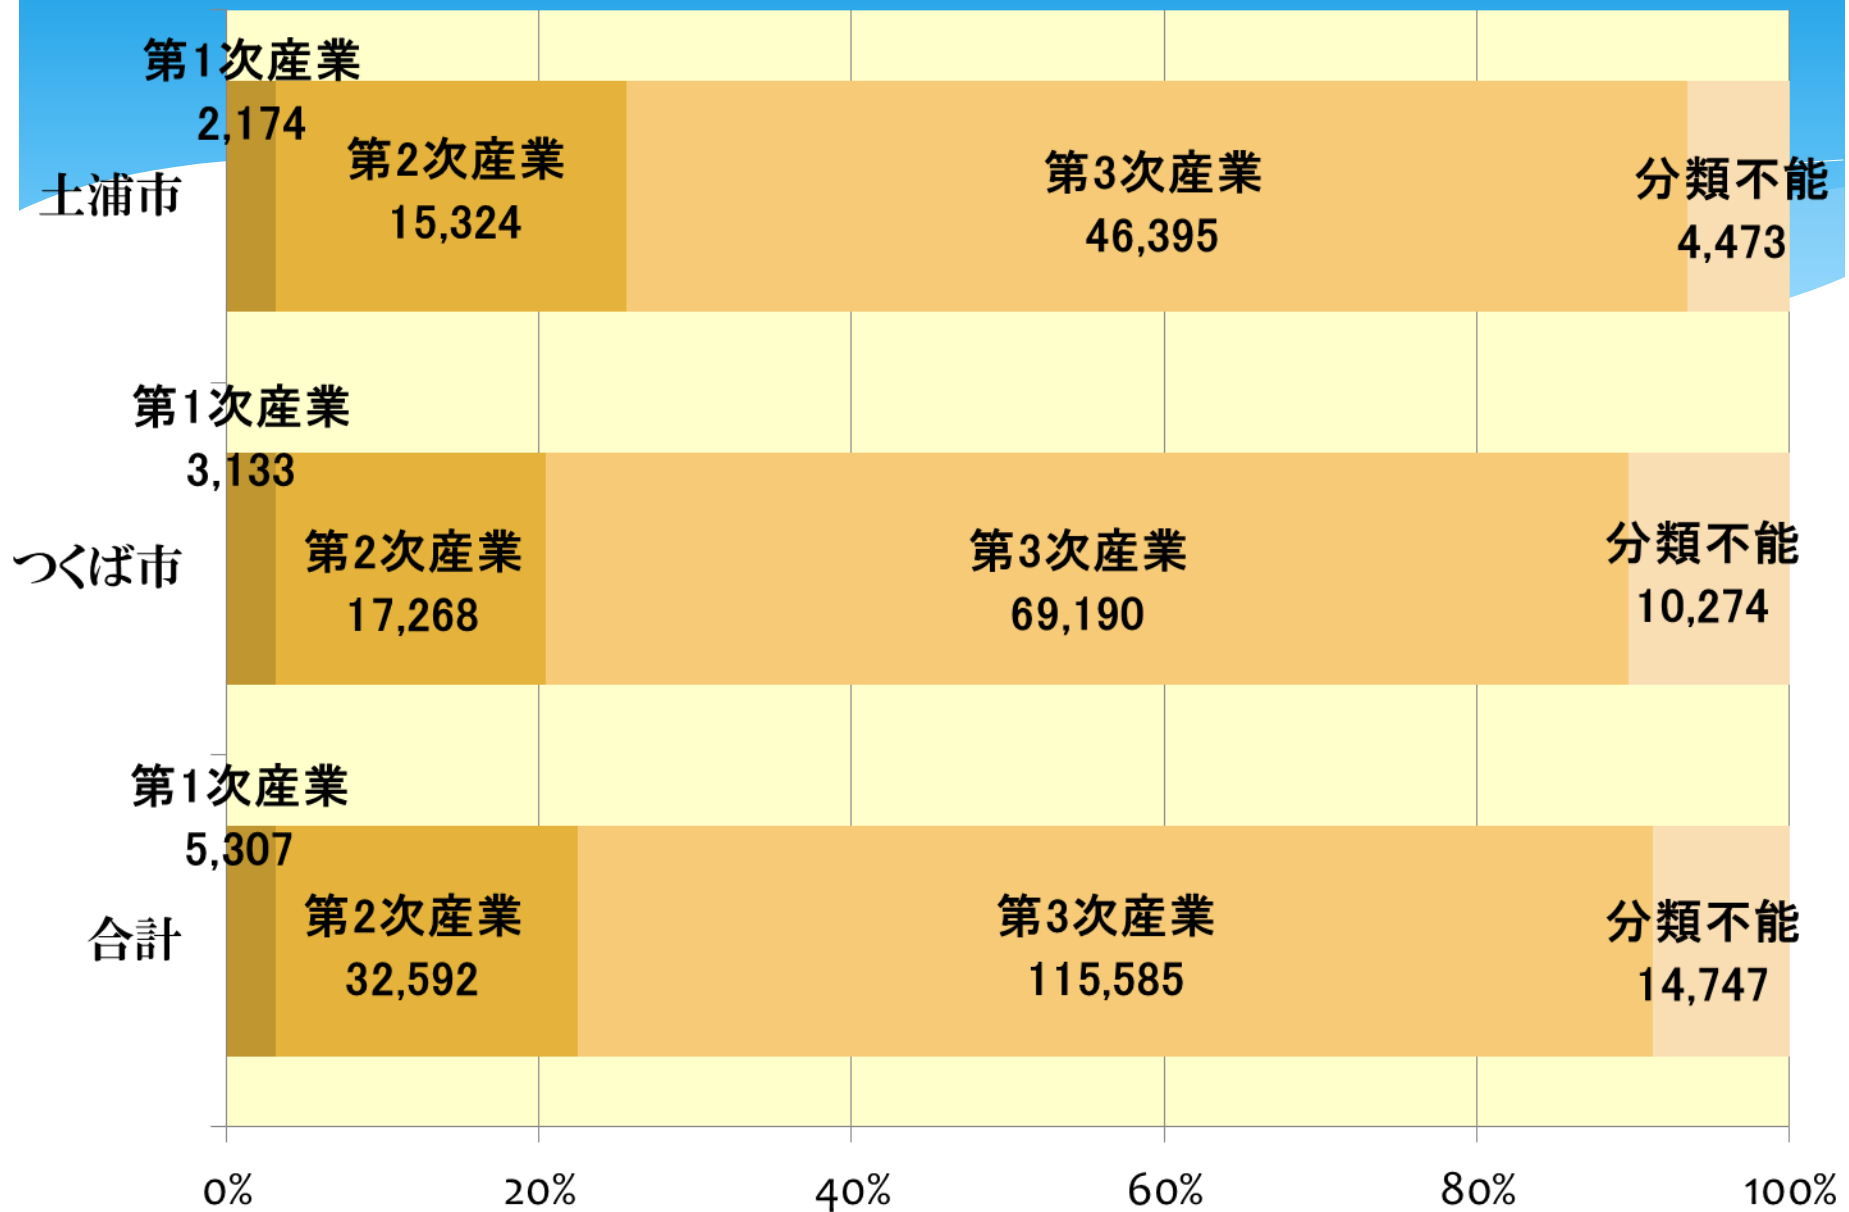 第1次産業
2,174
土浦市
第2次産業
15,324
第3次産業
46,395
分類不能
4,473
第1次産業
3,133
つくば市
第2次産業
17,268
第3次産業
69,190
分類不能
10,274
第1次産業
5,307
合計
第2次産業
32,592
第3次産業
115,585
分類不能
14,747
0% 20% 40% 60% 80% 100%